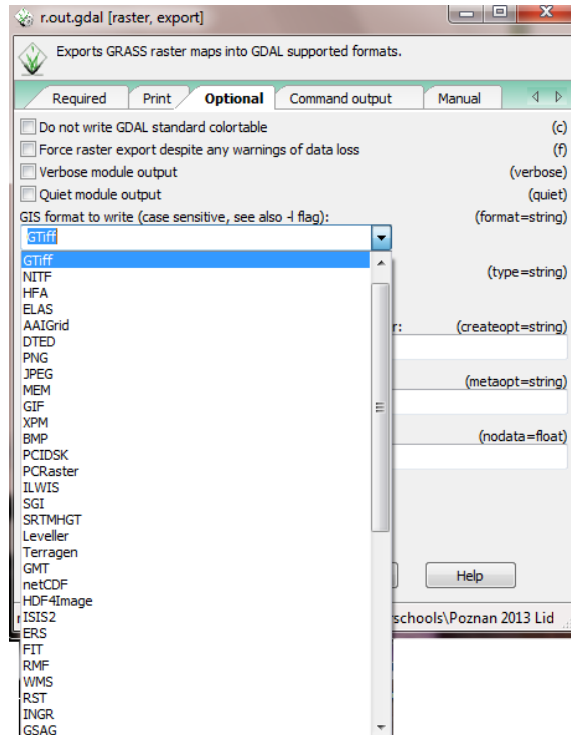 r.out.gdal [raster, export]
Exports GRASS raster maps into GDAL supported formats.
Required Print Optional Command output Manual
Do not write GDAL standard colortable (c)
Force raster export despite any warnings of data loss (f)
Verbose module output (verbose)
Quiet module output (quiet)
GIS format to write (case sensitive, see also -l flag): (format=string)
GTiff
GTiff
NITF (type=string)
HFA
ELAS
AAIGrid r: (createopt=string)
DTED
PNG
JPEG (metaopt=string)
MEM
GIF
XPM
BMP (nodata=float)
PCIDSK
PCRaster
ILWIS
SGI
SRTMHGT
Leveller
Terragen
GMT Help
netCDF
HDF4Image
ISIS2 schools\Poznan 2013 Lid
ERS
FIT
RMF
WMS
RST
INGR
GSAG